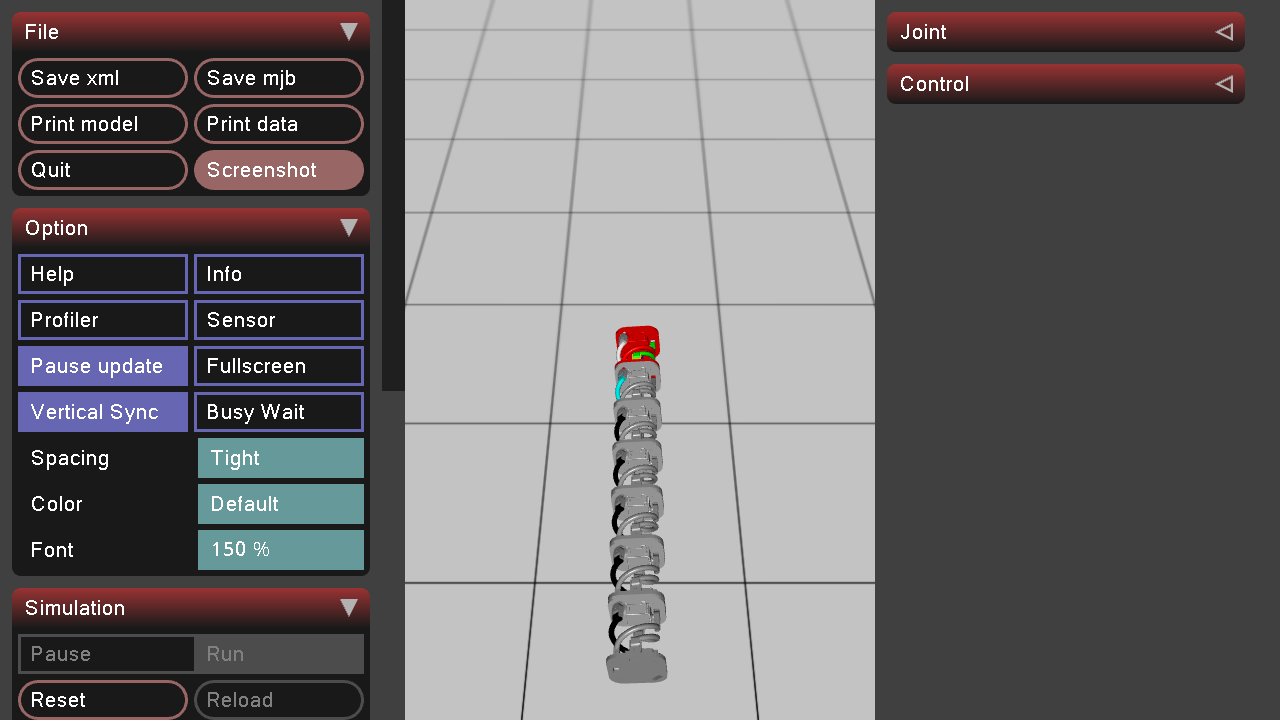 File
Save xml
Save mjb
Print model
Print data
Quit
Screenshot
Option
Help
Info
Profiler
Sensor
Pause update
Fullscreen
Vertical Sync
Busy Wait
Spacing
Tight
Color
Default
Font
150 %
Simulation
Pause
Run
Reset
Reload
Joint
Control